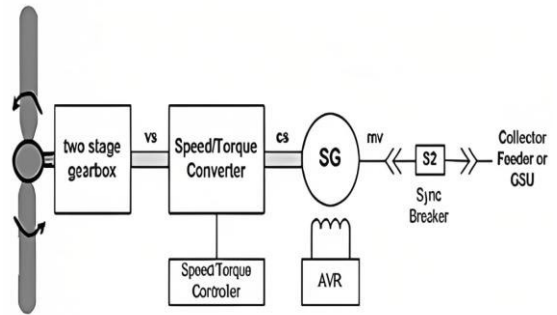 two stage
gearbox
vs
Speed/Torque
Converter
cs
SG
mv
S2
Sync
Breaker
Collector
Feeder or
GSU
Speed/Torque
Controller
AVR